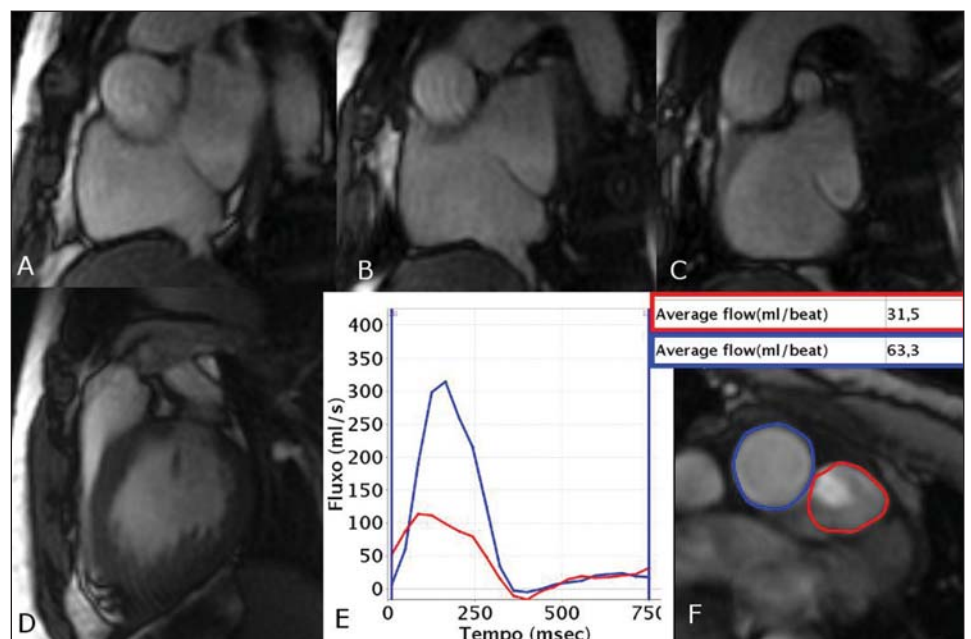 A
B
C
Average flow(ml/beat) 31,5
Average flow(ml/beat) 63,3
D
E
400
350
300
250
200
150
100
50
0
Fluxo (ml/s)
0
250
500
750
Tempo (msec)
F